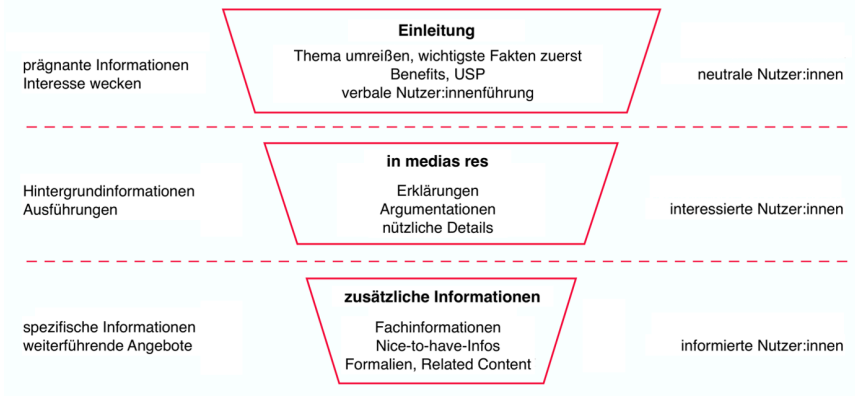 Einleitung
Thema umreißen, wichtigste Fakten zuerst
Benefits, USP
verbale Nutzer:innenführung
prägnante Informationen
Interesse wecken
neutrale Nutzer:innen
in medias res
Erklärungen
Argumentationen
nützliche Details
Hintergrundinformationen
Ausführungen
interessierte Nutzer:innen
zusätzliche Informationen
Fachinformationen
Nice-to-have-Infos
Formalien, Related Content
spezifische Informationen
weiterführende Angebote
informierte Nutzer:innen